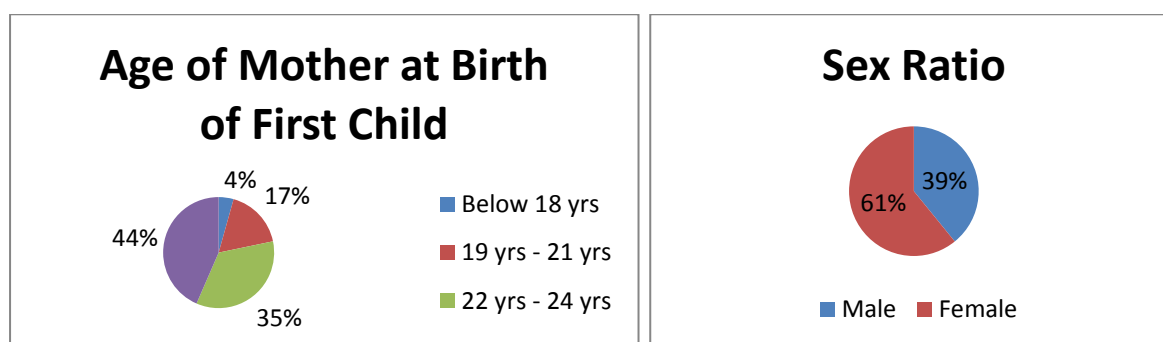 Age of Mother at Birth
of First Child
4%
17%
44%
35%
Below 18 yrs
19 yrs - 21 yrs
22 yrs - 24 yrs
Sex Ratio
39%
61%
Male Female